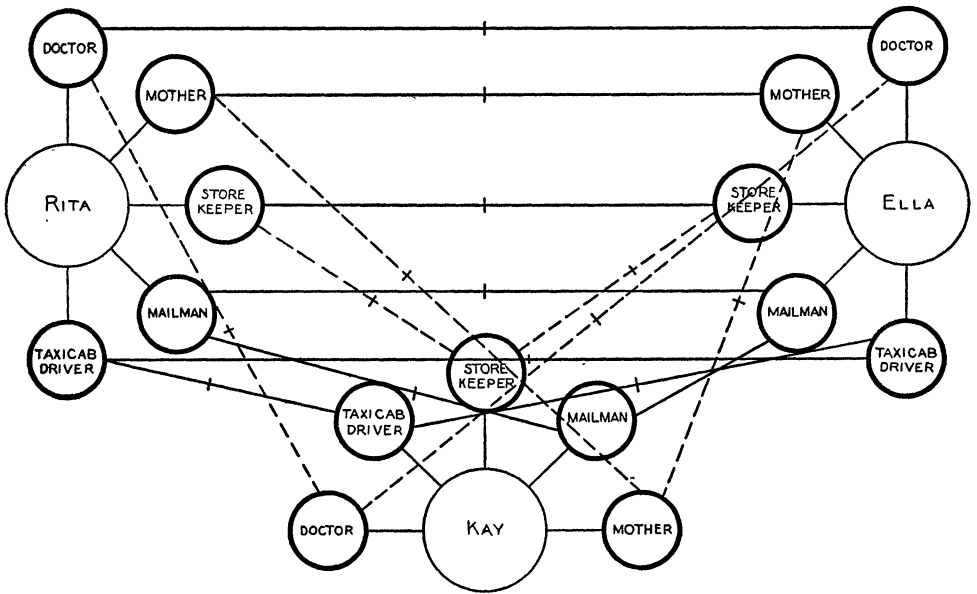 DOCTOR
DOCTOR
MOTHER
MOTHER
RITA
STORE
KEEPER
STORE
KEEPER
ELLA
MAILMAN
MAILMAN
TAXICAB
DRIVER
STORE
KEEPER
TAXICAB
DRIVER
TAXICAB
DRIVER
MAILMAN
DOCTOR
KAY
MOTHER